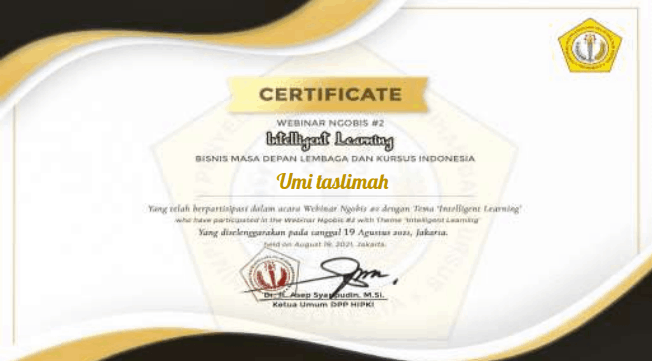 CERTIFICATE
WEBINAR NGOBIS #2
Intelligent Learning
BISNIS MASA DEPAN LEMBAGA DAN KURSUS INDONESIA
Umi taslimah
Yang telah berpartisipasi dalam acara Webinar Ngobis #2 dengan Tema 'Intelligent Learning'
who have participated in the Webinar Ngobis #2 with Theme 'Intelligent Learning'
Yang diselenggarakan pada tanggal 19 Agustus 2021, Jakarta.
held on August 19, 2021, Jakarta.
Dr. H. Asep Syaripudin, M.Si.
Ketua Umum DPP HIPKI